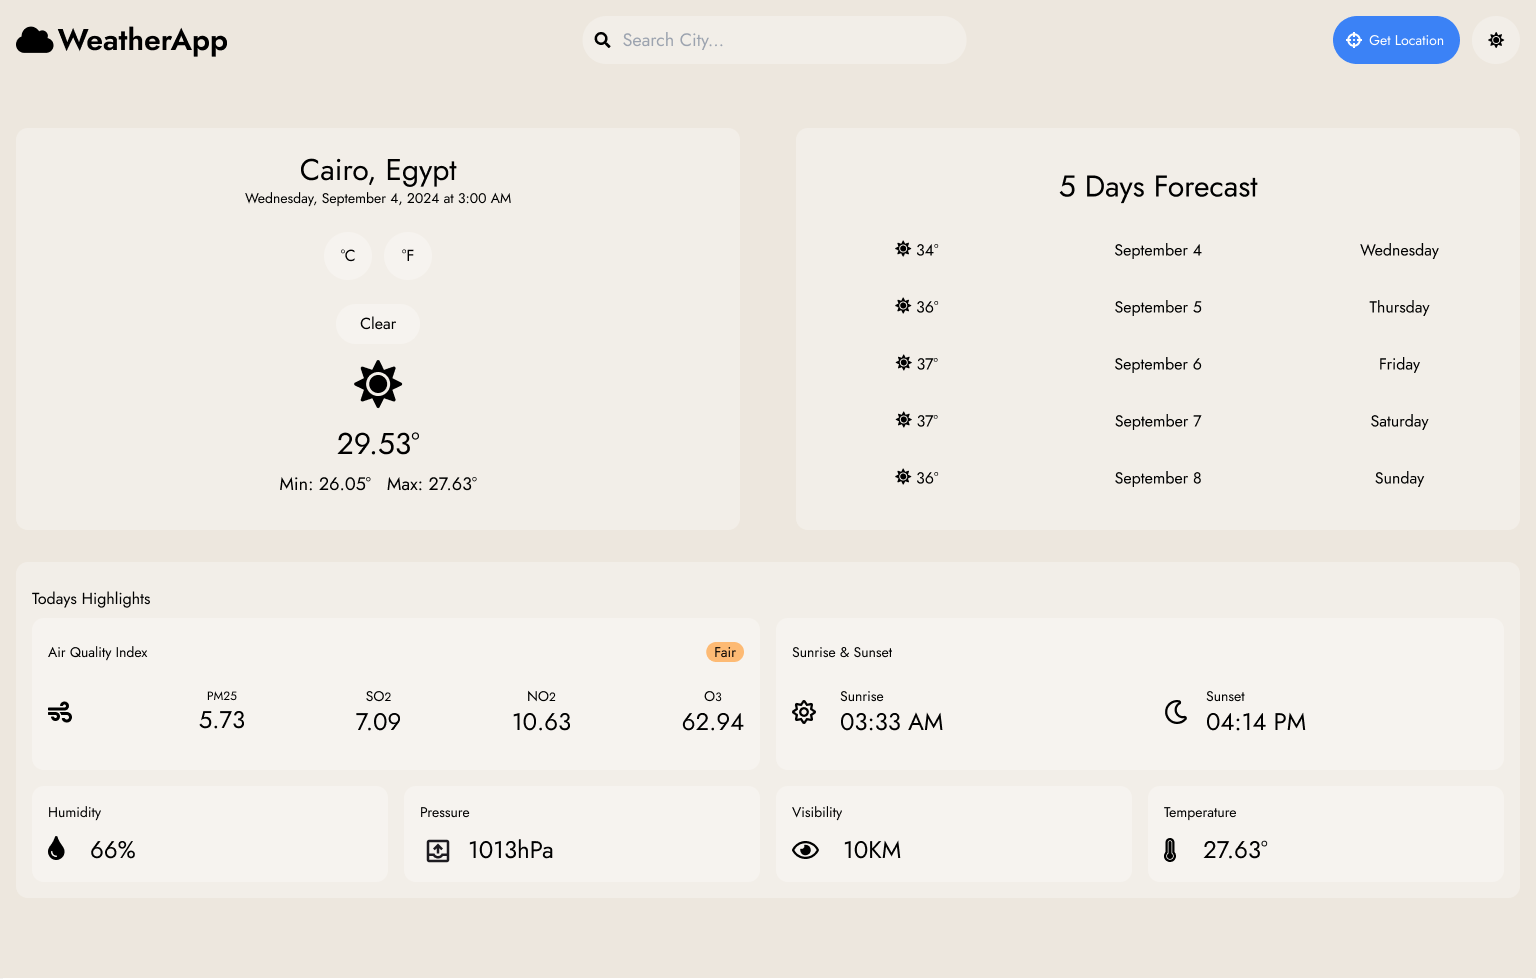 WeatherApp
Search City...
Get Location
Cairo, Egypt
Wednesday, September 4, 2024 at 3:00 AM
°C °F
Clear
29.53°
Min: 26.05° Max: 27.63°
5 Days Forecast
34° September 4 Wednesday
36° September 5 Thursday
37° September 6 Friday
37° September 7 Saturday
36° September 8 Sunday
Todays Highlights
Air Quality Index Fair
PM25 SO2 NO2 O3
5.73 7.09 10.63 62.94
Sunrise & Sunset
Sunrise Sunset
03:33 AM 04:14 PM
Humidity
66%
Pressure
1013hPa
Visibility
10KM
Temperature
27.63°